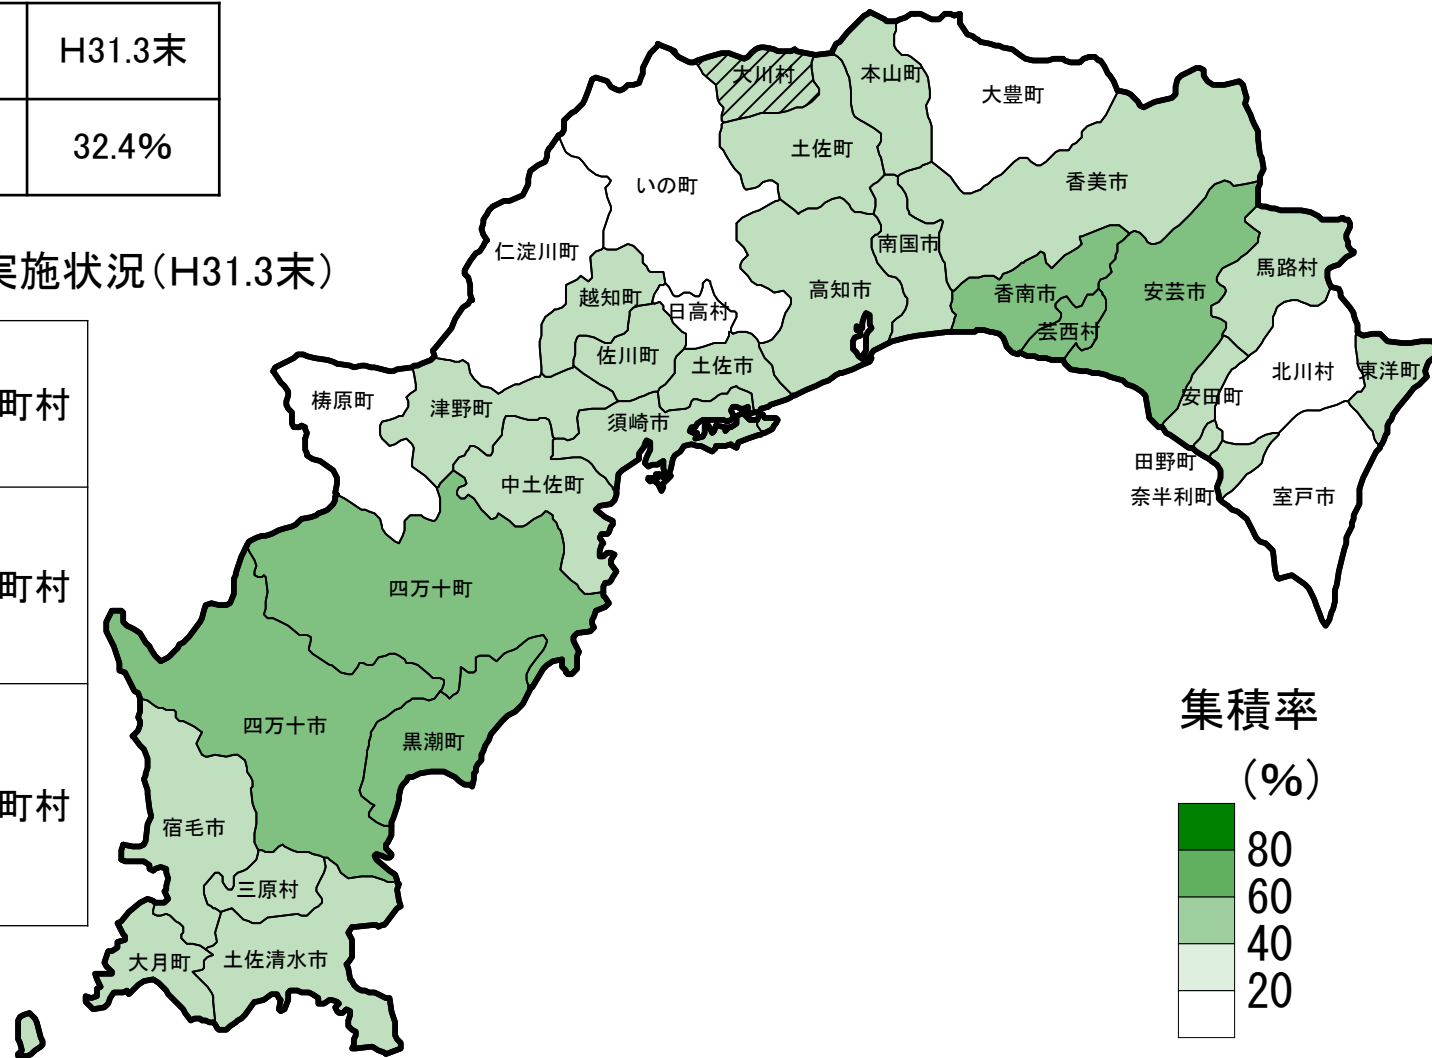 H31.3末
32.4%
実施状況(H31.3末)
町村
町村
町村
大川村
本山町
大豊町
土佐町
香美市
いの町
仁淀川町
南国市
馬路村
越知町
日高村
高知市
香南市
安芸市
芸西村
佐川町
土佐市
北川村
東洋町
梼原町
津野町
須崎市
安田町
中土佐町
田野町
奈半利町
室戸市
四万十町
四万十市
黒潮町
宿毛市
三原村
大月町
土佐清水市
集積率
(%)
80
60
40
20